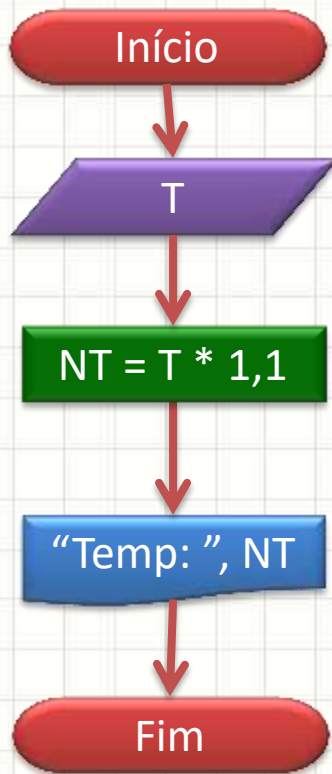 Início
T
NT = T * 1,1
“Temp: ”, NT
Fim